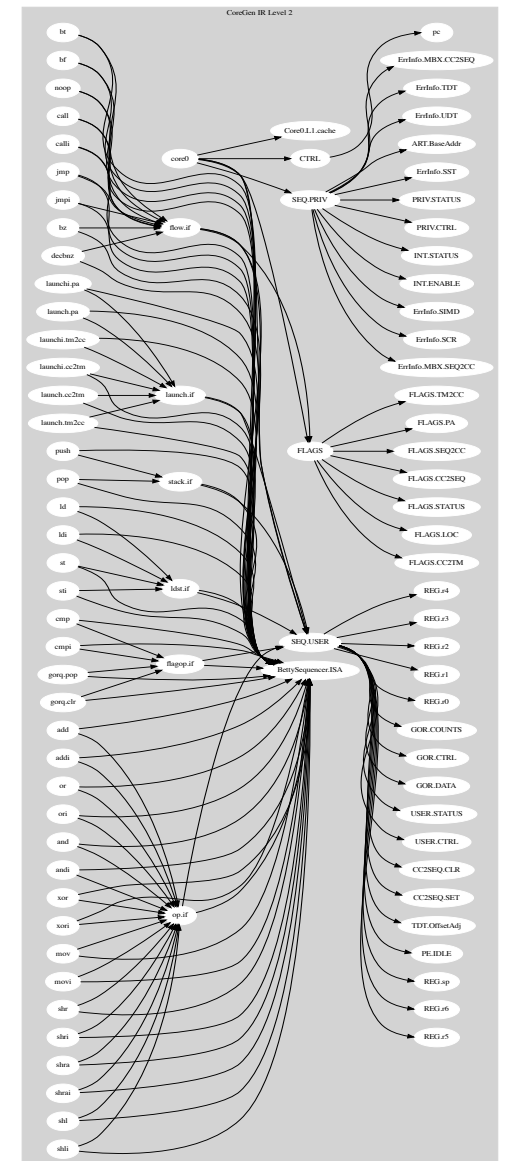 CoreGen IR Level 2
bt
bf
noop
call
calli
jmp
jmpi
bz
decbnz
launchi.pa
launch.pa
launchi.tm2cc
launchi.cc2tm
launch.cc2tm
launch.tm2cc
push
pop
ld
ldi
st
sti
cmp
cmpi
gorq.pop
gorq.clr
add
addi
or
ori
and
andi
xor
xori
mov
movi
shr
shri
shra
shrai
shl
shli
core0
flow.if
launch.if
stack.if
ldst.if
flagop.if
op.if
Core0.L1.cache
CTRL
SEQ.PRIV
FLAGS
SEQ.USER
BettySequencer.ISA
pc
ErrInfo.MBX.CC2SEQ
ErrInfo.TDT
ErrInfo.UDT
ART.BaseAddr
ErrInfo.SST
PRIV.STATUS
PRIV.CTRL
INT.STATUS
INT.ENABLE
ErrInfo.SIMD
ErrInfo.SCR
ErrInfo.MBX.SEQ2CC
FLAGS.TM2CC
FLAGS.PA
FLAGS.SEQ2CC
FLAGS.CC2SEQ
FLAGS.STATUS
FLAGS.LOC
FLAGS.CC2TM
REG.r4
REG.r3
REG.r2
REG.r1
REG.r0
GOR.COUNTS
GOR.CTRL
GOR.DATA
USER.STATUS
USER.CTRL
CC2SEQ.CLR
CC2SEQ.SET
TDT.OffsetAdj
PE.IDLE
REG.sp
REG.r6
REG.r5